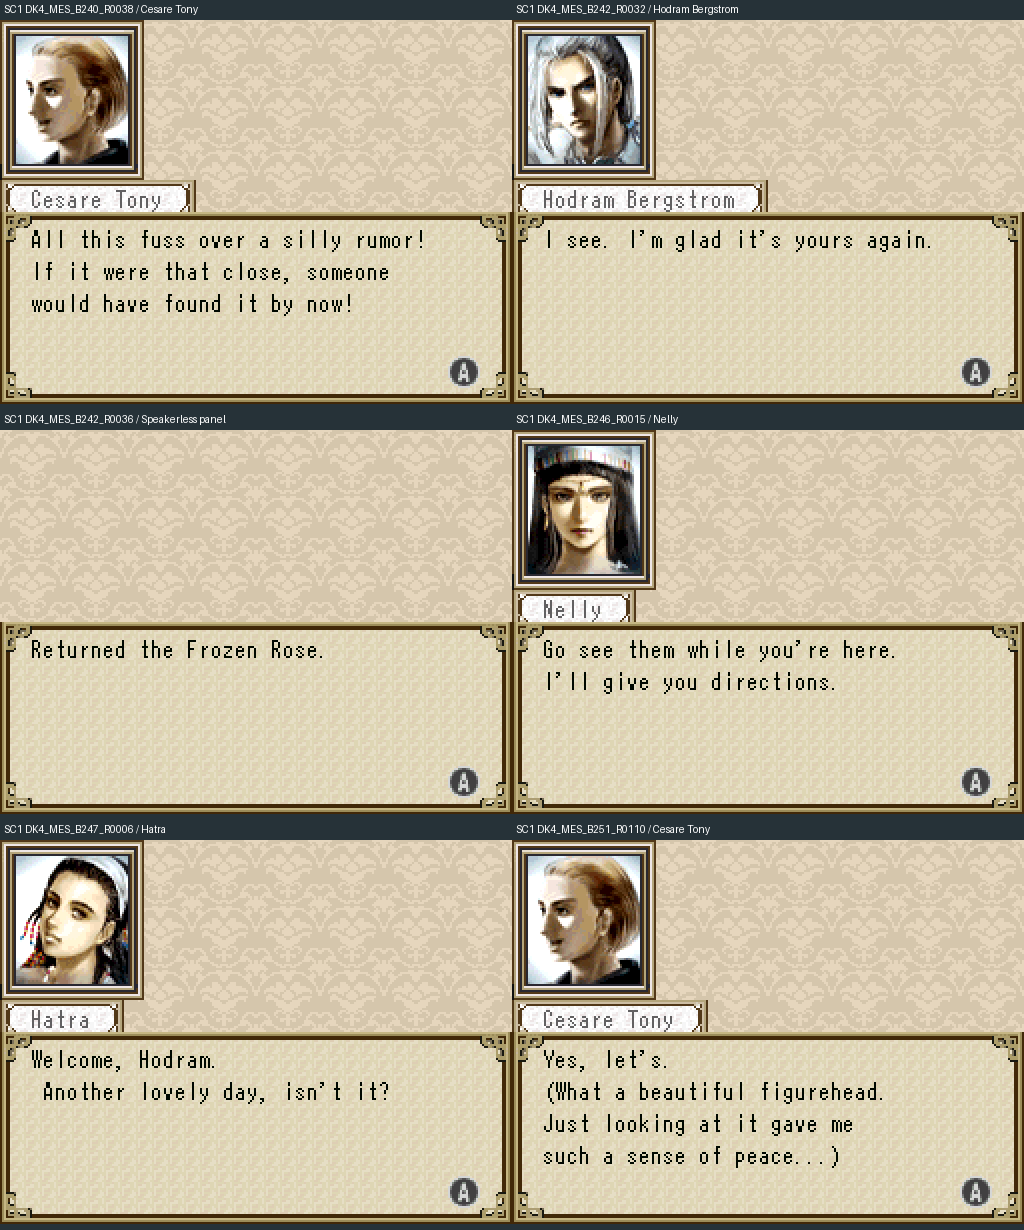 SC1 DK4_MES_B240_R0038 / Cesare Tony
Cesare Tony
All this fuss over a silly rumor!
If it were that close, someone
would have found it by now!
A
SC1 DK4_MES_B242_R0032 / Hodram Bergstrom
Hodram Bergstrom
I see. I'm glad it's yours again.
A
SC1 DK4_MES_B242_R0036 / Speakerless panel
Returned the Frozen Rose.
A
SC1 DK4_MES_B246_R0015 / Nelly
Nelly
Go see them while you're here.
I'll give you directions.
A
SC1 DK4_MES_B247_R0006 / Hatra
Hatra
Welcome, Hodram.
Another lovely day, isn't it?
A
SC1 DK4_MES_B251_R0110 / Cesare Tony
Cesare Tony
Yes, let's.
(What a beautiful figurehead.
Just looking at it gave me
such a sense of peace...)
A